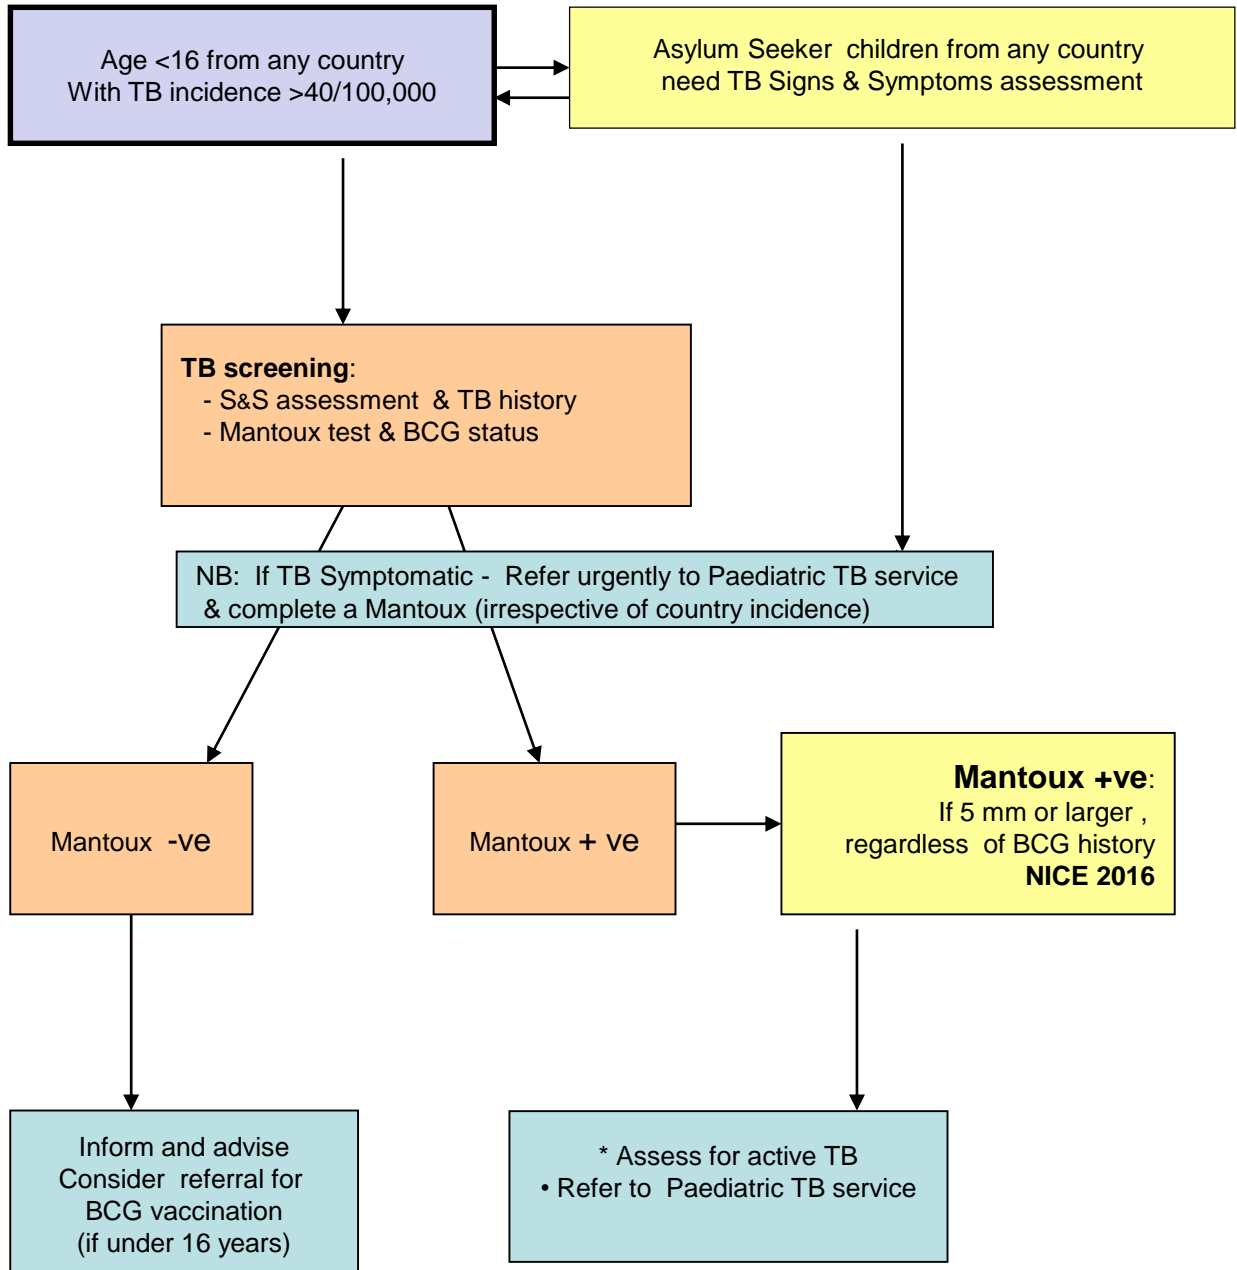 Age <16 from any country
With TB incidence >40/100,000
Asylum Seeker children from any country
need TB Signs & Symptoms assessment
TB screening:
- S&S assessment & TB history
- Mantoux test & BCG status
NB: If TB Symptomatic - Refer urgently to Paediatric TB service
& complete a Mantoux (irrespective of country incidence)
Mantoux -ve
Mantoux + ve
Mantoux +ve:
If 5 mm or larger ,
regardless of BCG history
NICE 2016
Inform and advise
Consider referral for
BCG vaccination
(if under 16 years)
* Assess for active TB
• Refer to Paediatric TB service